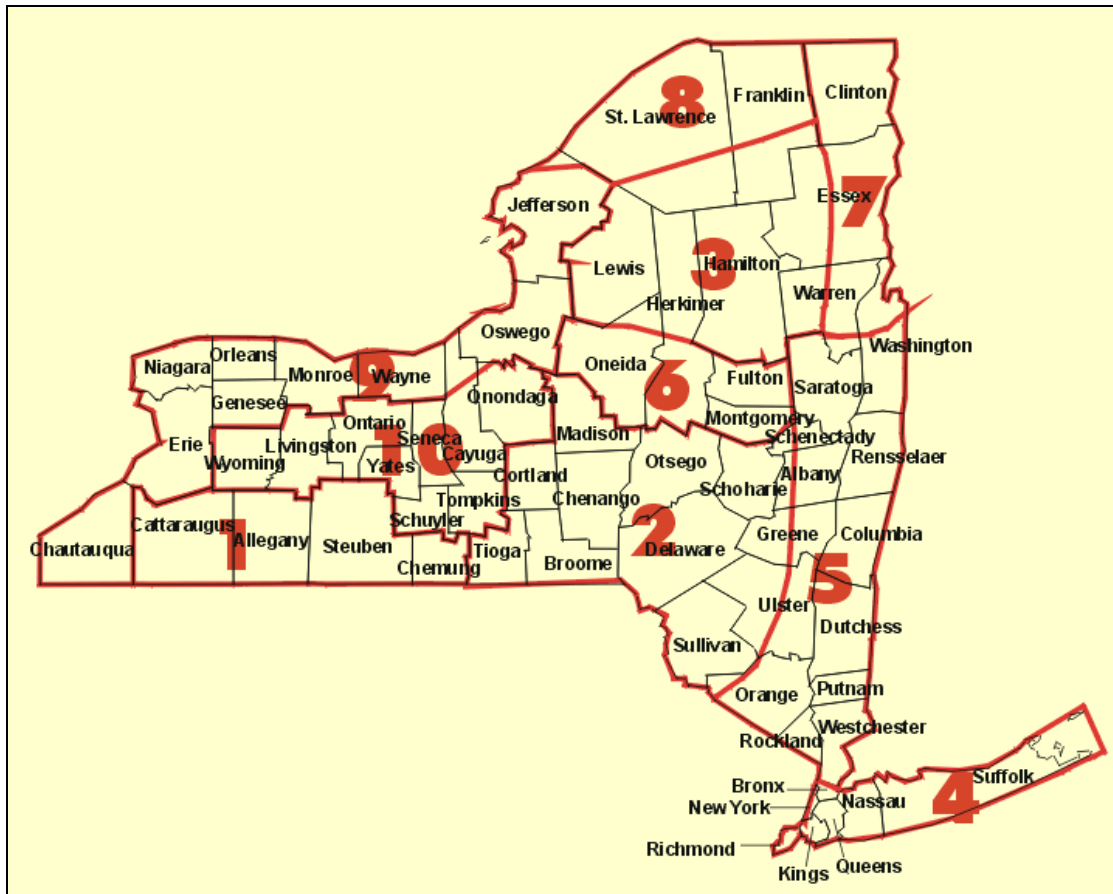 8
Franklin
Clinton
St. Lawrence
7
Essex
Jefferson
3
Lewis
Hamilton
Warren
Herkimer
Oswego
Washington
Orleans
Niagara
9
Monroe
Wayne
Oneida
6
Fulton
Saratoga
Genesee
Onondaga
Ontario
Montgomery
10
Seneca
Madison
Schenectady
Erie
Livingston
Cayuga
Rensselaer
Wyoming
Yates
Otsego
Albany
Cortland
Schoharie
Tompkins
Chenango
Schuyler
Cattaraugus
1
Allegany
2
Greene
Columbia
Chautauqua
Steuben
Tioga
Delaware
Chemung
Broome
5
Ulster
Dutchess
Sullivan
Orange
Putnam
Westchester
Rockland
Suffolk
Bronx
4
Nassau
New York
Richmond
Queens
Kings